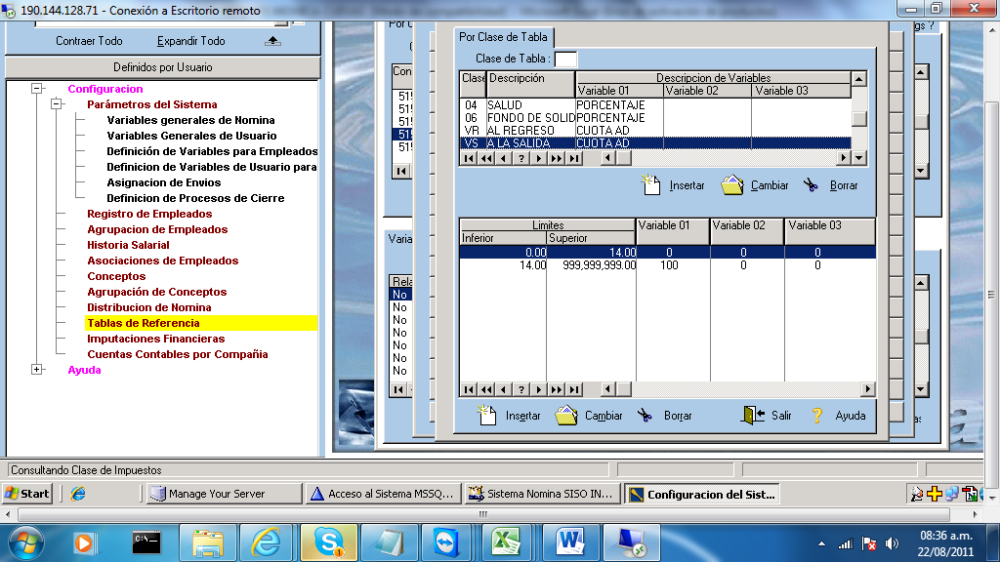 190.144.128.71 - Conexión a Escritorio remoto
Contraer Todo
Expandir Todo
Definidos por Usuario
Configuracion
Parámetros del Sistema
Variables generales de Nomina
Variables Generales de Usuario
Definición de Variables para Empleados
Definicion de Variables de Usuario para
Asignacion de Envios
Definicion de Procesos de Cierre
Registro de Empleados
Agrupacion de Empleados
Historia Salarial
Asociaciones de Empleados
Conceptos
Agrupación de Conceptos
Distribucion de Nomina
Tablas de Referencia
Imputaciones Financieras
Cuentas Contables por Compañia
Ayuda
Por C
Con
515
515
515
515
515
Varia
Rela
No
No
No
No
No
No
No
gs ?
Por Clase de Tabla
Clase de Tabla :
Clase Descripción Descripcion de Variables
Variable 01 Variable 02 Variable 03
04 SALUD PORCENTAJE
06 FONDO DE SOLID PORCENTAJE
VR AL REGRESO CUOTA AD
VS A LA SALIDA CUOTA AD
Insertar Cambiar Borrar
Limites Variable 01 Variable 02 Variable 03
Inferior Superior
0.00 14.00 0 0 0
14.00 999,999,999.00 100 0 0
Insertar Cambiar Borrar Salir Ayuda
Consultando Clase de Impuestos
Start
Manage Your Server
Acceso al Sistema MSSQ...
Sistema Nomina SISO IN...
Configuracion del Sist...
08:36 a.m.
22/08/2011